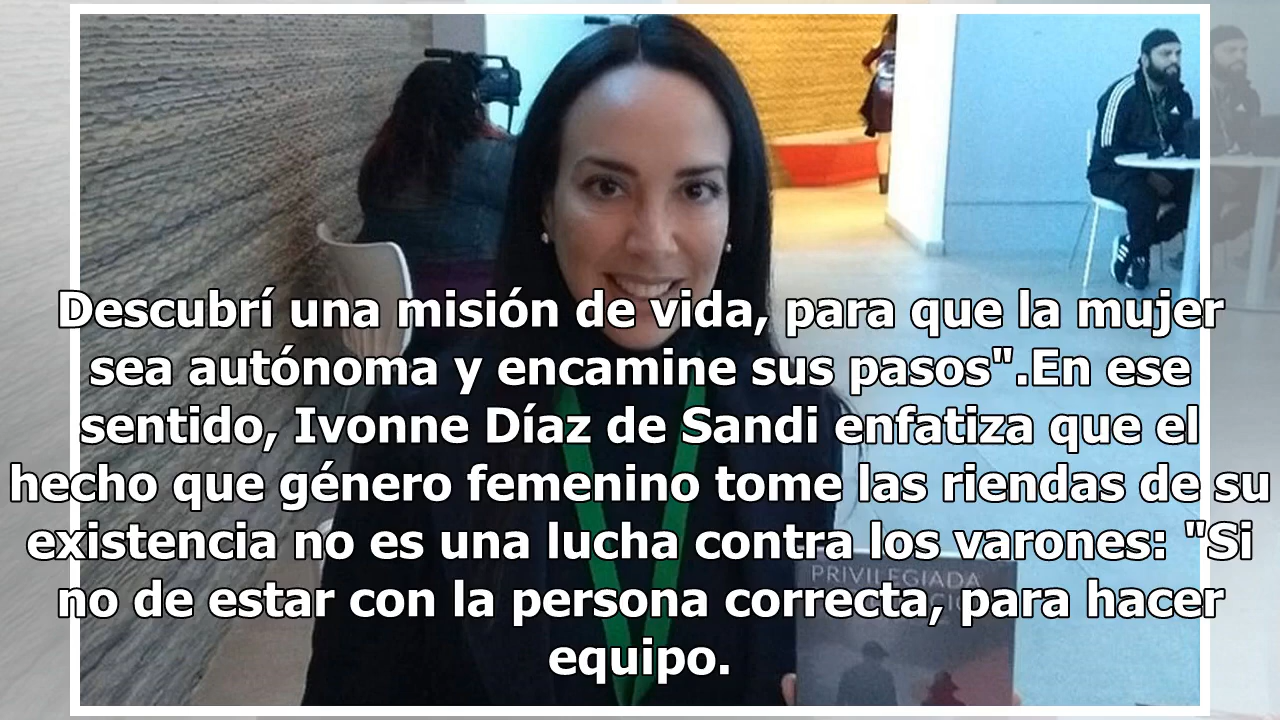 Descubrí una misión de vida, para que la mujer
sea autónoma y encamine sus pasos".En ese
sentido, Ivonne Díaz de Sandi enfatiza que el
hecho que género femenino tome las riendas de su
existencia no es una lucha contra los varones: "Si
no de estar con la persona correcta, para hacer
equipo.
PRIVILEGIADA